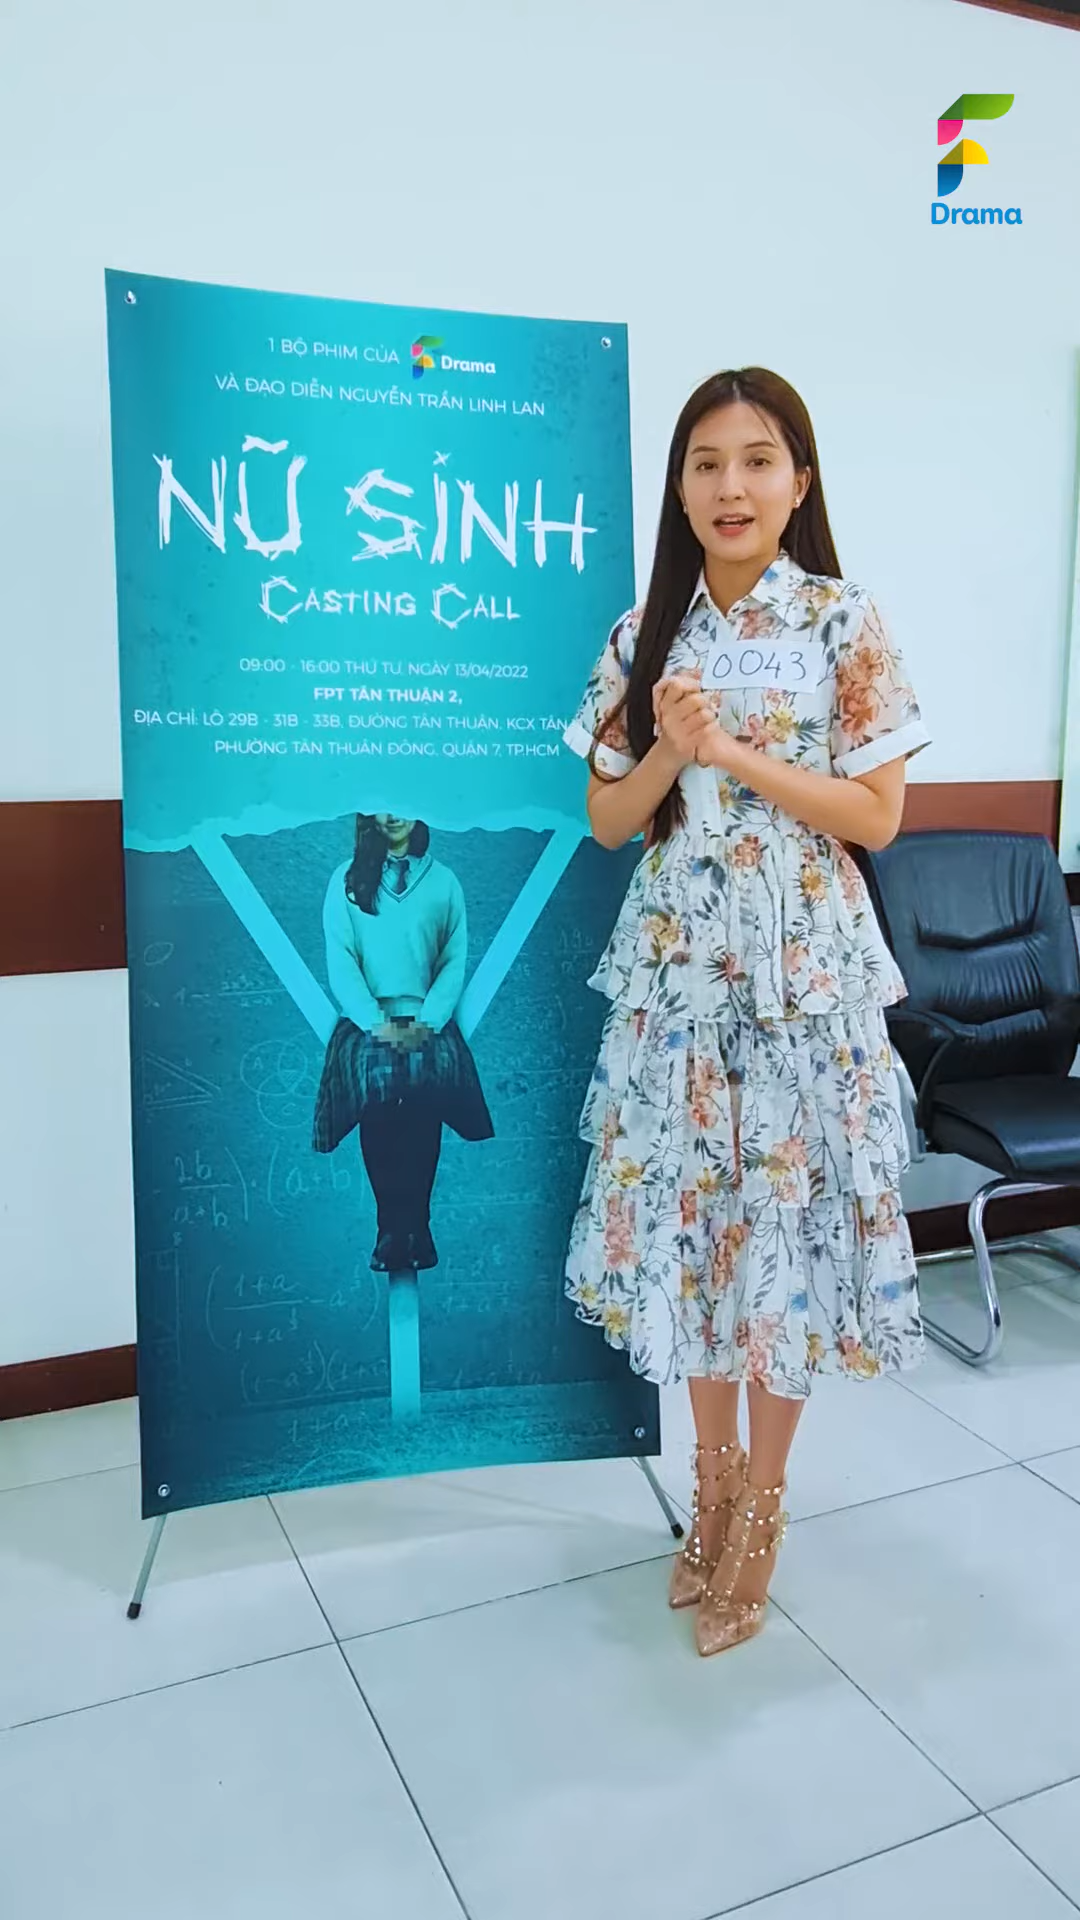 Drama
1 BỘ PHIM CỦA Drama
VÀ ĐẠO DIỄN NGUYỄN TRẦN LINH LAN
NỮ SINH
CASTING CALL
09:00 - 16:00 THỨ TƯ, NGÀY 13/04/2022
FPT TÂN THUẬN 2,
ĐỊA CHỈ: LÔ 29B - 31B - 33B, ĐƯỜNG TÂN THUẬN, KCX TÂN
PHƯỜNG TÂN THUẬN ĐÔNG, QUẬN 7, TP.HCM
0043